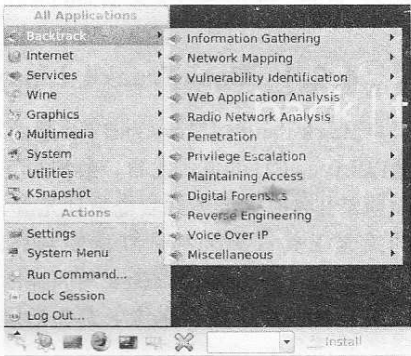 All Applications
Backtrack
Internet
Services
Wine
Graphics
Multimedia
System
Utilities
KSnapshot
Actions
Settings
System Menu
Run Command...
Lock Session
Log Out...
Information Gathering
Network Mapping
Vulnerability Identification
Web Application Analysis
Radio Network Analysis
Penetration
Privilege Escalation
Maintaining Access
Digital Forensics
Reverse Engineering
Voice Over IP
Miscellaneous
Install